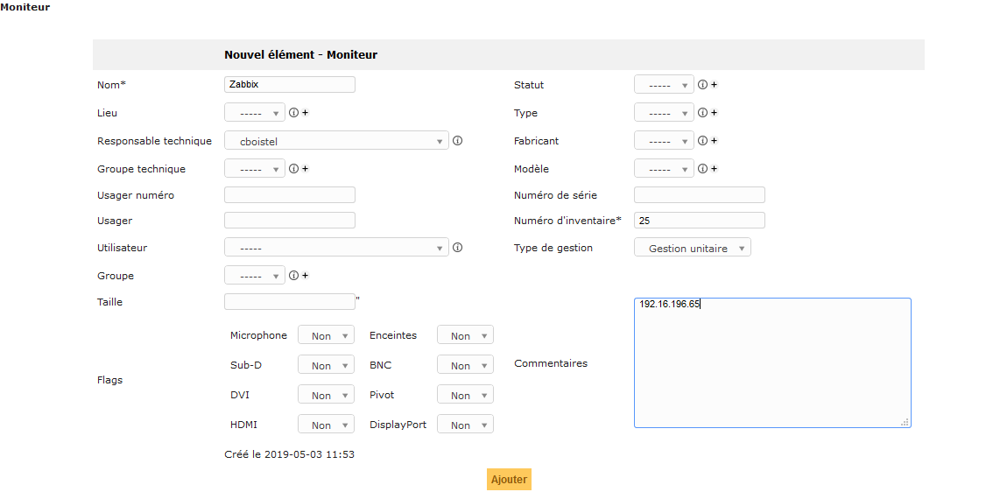 Moniteur
Nouvel élément - Moniteur
Nom* Zabbix Statut -----
Lieu ----- Type -----
Responsable technique cboistel Fabricant -----
Groupe technique ----- Modèle -----
Usager numéro Numéro de série
Usager Numéro d'inventaire* 25
Utilisateur ----- Type de gestion Gestion unitaire
Groupe -----
Taille "
192.16.196.65
Microphone Non Enceintes Non
Sub-D Non BNC Non
Commentaires
Flags
DVI Non Pivot Non
HDMI Non DisplayPort Non
Créé le 2019-05-03 11:53
Ajouter